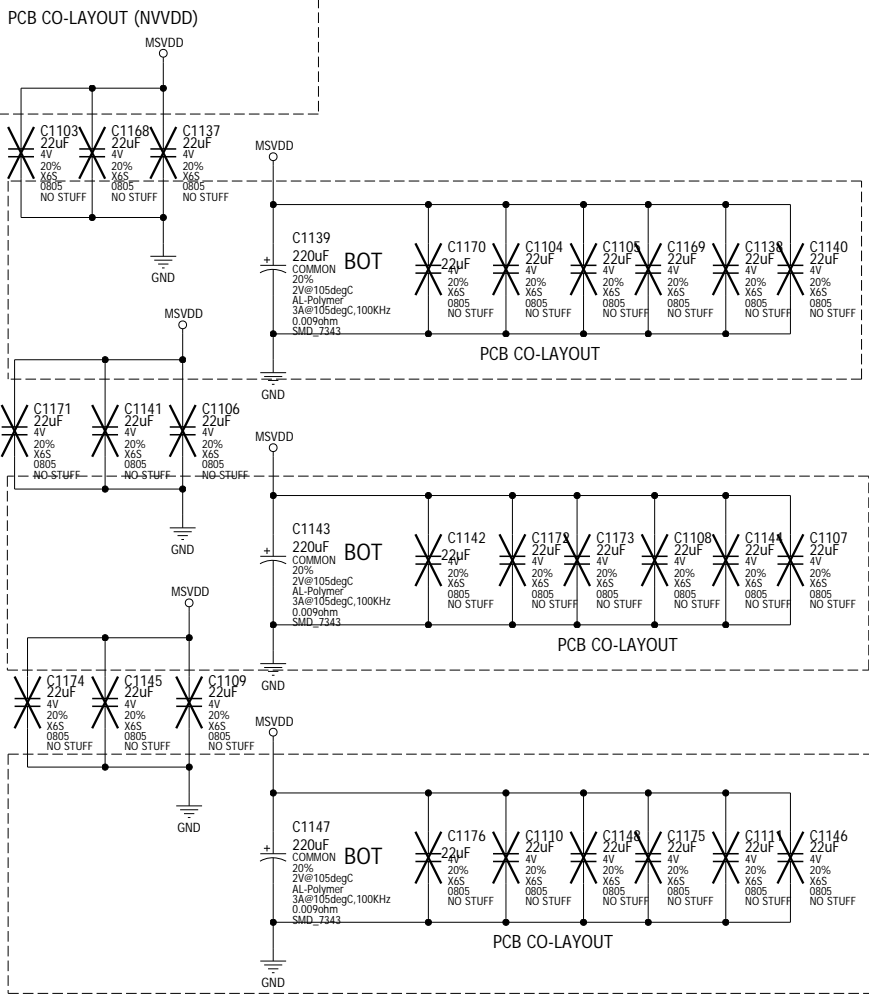 PCB CO-LAYOUT (NVVDD)
MSVDD
C1103
22uF
4V
20%
X6S
0805
NO STUFF
C1168
22uF
4V
20%
X6S
0805
NO STUFF
C1137
22uF
4V
20%
X6S
0805
NO STUFF
GND
MSVDD
C1139
220uF
COMMON
20%
2V@105degC
AL-Polymer
3A@105degC,100KHz
0.009ohm
SMD_7343
BOT
C1170
22uF
4V
20%
X6S
0805
NO STUFF
C1104
22uF
4V
20%
X6S
0805
NO STUFF
C1105
22uF
4V
20%
X6S
0805
NO STUFF
C1169
22uF
4V
20%
X6S
0805
NO STUFF
C1138
22uF
4V
20%
X6S
0805
NO STUFF
C1140
22uF
4V
20%
X6S
0805
NO STUFF
PCB CO-LAYOUT
GND
MSVDD
C1171
22uF
4V
20%
X6S
0805
NO STUFF
C1141
22uF
4V
20%
X6S
0805
NO STUFF
C1106
22uF
4V
20%
X6S
0805
NO STUFF
GND
MSVDD
C1143
220uF
COMMON
20%
2V@105degC
AL-Polymer
3A@105degC,100KHz
0.009ohm
SMD_7343
BOT
C1142
22uF
4V
20%
X6S
0805
NO STUFF
C1172
22uF
4V
20%
X6S
0805
NO STUFF
C1173
22uF
4V
20%
X6S
0805
NO STUFF
C1108
22uF
4V
20%
X6S
0805
NO STUFF
C1144
22uF
4V
20%
X6S
0805
NO STUFF
C1107
22uF
4V
20%
X6S
0805
NO STUFF
PCB CO-LAYOUT
GND
MSVDD
C1174
22uF
4V
20%
X6S
0805
NO STUFF
C1145
22uF
4V
20%
X6S
0805
NO STUFF
C1109
22uF
4V
20%
X6S
0805
NO STUFF
GND
MSVDD
C1147
220uF
COMMON
20%
2V@105degC
AL-Polymer
3A@105degC,100KHz
0.009ohm
SMD_7343
BOT
C1176
22uF
4V
20%
X6S
0805
NO STUFF
C1110
22uF
4V
20%
X6S
0805
NO STUFF
C1148
22uF
4V
20%
X6S
0805
NO STUFF
C1175
22uF
4V
20%
X6S
0805
NO STUFF
C1111
22uF
4V
20%
X6S
0805
NO STUFF
C1146
22uF
4V
20%
X6S
0805
NO STUFF
PCB CO-LAYOUT
GND